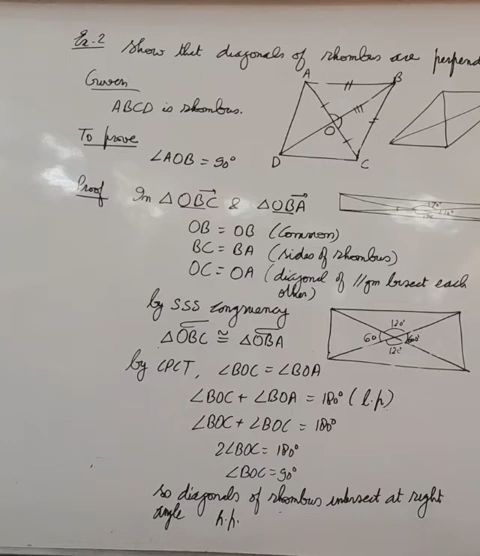 Ex.2 Show that diagonals of rhombus are perpend
Given
ABCD is rhombus.
To prove
∠AOB = 90°
A
B
O
D
C
Proof In △OBC & △OBA
OB = OB (Common)
BC = BA (sides of rhombus)
OC = OA (diagonal of //gm bisect each other)
by SSS congruency
△OBC ≅ △OBA
120°
60
60°
120
by CPCT, ∠BOC = ∠BOA
∠BOC + ∠BOA = 180° (l.p)
∠BOC + ∠BOC = 180°
2∠BOC = 180°
∠BOC = 90°
so diagonals of rhombus intersect at right
angle h.p.